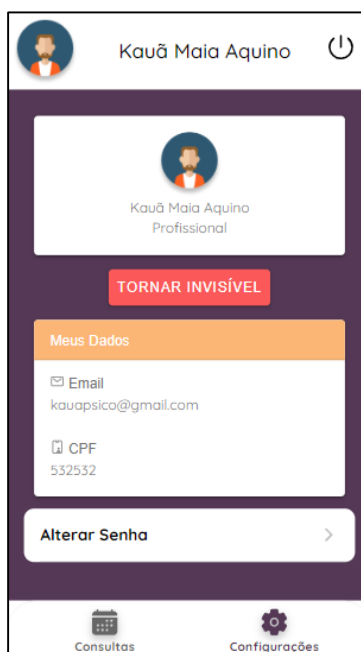 Kauã Maia Aquino
Kauã Maia Aquino
Profissional
TORNAR INVISÍVEL
Meus Dados
Email
kauapsico@gmail.com
CPF
532532
Alterar Senha
Consultas
Configurações